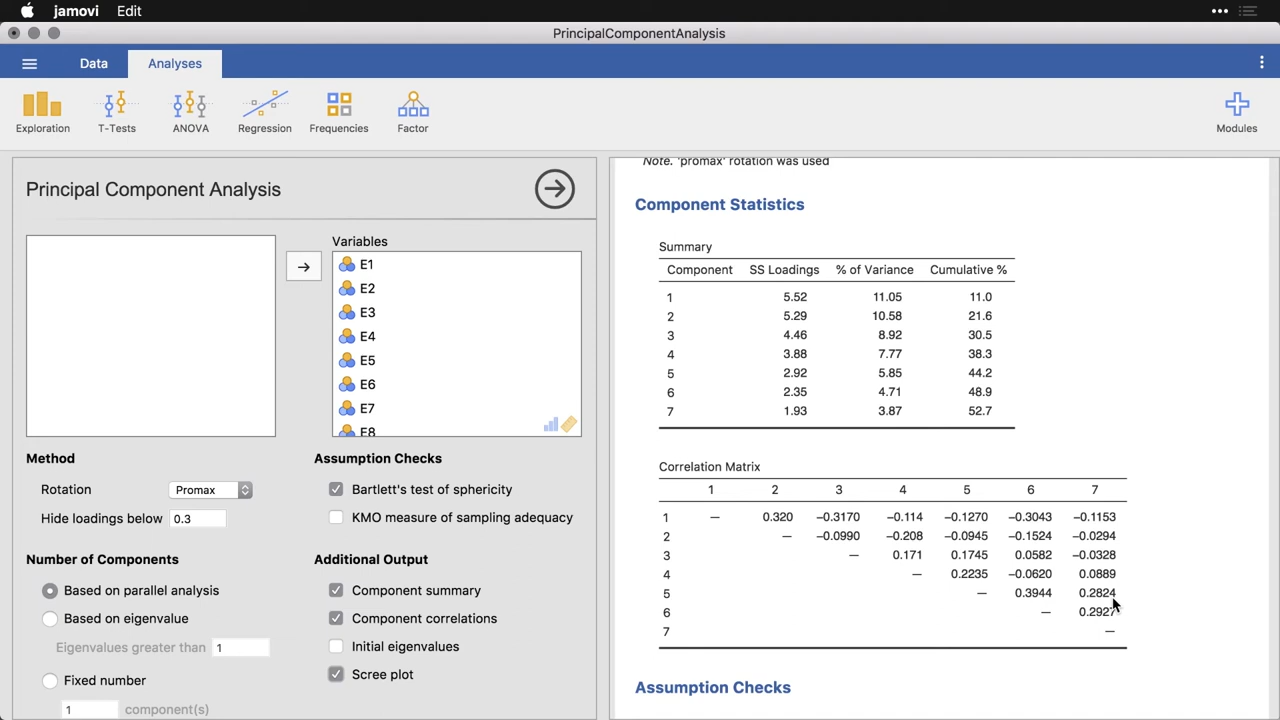 jamovi Edit
PrincipalComponentAnalysis
Data Analyses
Exploration T-Tests ANOVA Regression Frequencies Factor Modules
Principal Component Analysis
Variables
E1
E2
E3
E4
E5
E6
E7
E8
Method
Rotation Promax
Hide loadings below 0.3
Number of Components
Based on parallel analysis
Based on eigenvalue
Eigenvalues greater than 1
Fixed number
1 component(s)
Assumption Checks
Bartlett's test of sphericity
KMO measure of sampling adequacy
Additional Output
Component summary
Component correlations
Initial eigenvalues
Scree plot
Note. 'promax' rotation was used
Component Statistics
Summary
Component SS Loadings % of Variance Cumulative %
1 5.52 11.05 11.0
2 5.29 10.58 21.6
3 4.46 8.92 30.5
4 3.88 7.77 38.3
5 2.92 5.85 44.2
6 2.35 4.71 48.9
7 1.93 3.87 52.7
Correlation Matrix
1 2 3 4 5 6 7
1 — 0.320 −0.3170 −0.114 −0.1270 −0.3043 −0.1153
2 — −0.0990 −0.208 −0.0945 −0.1524 −0.0294
3 — 0.171 0.1745 0.0582 −0.0328
4 — 0.2235 −0.0620 0.0889
5 — 0.3944 0.2824
6 — 0.2927
7 —
Assumption Checks